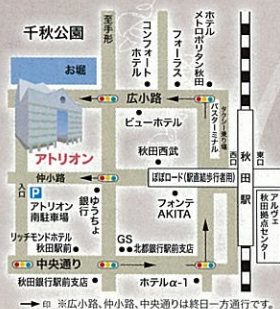 千秋公園
至手形
コンフォートホテル
フォーラス
ホテルメトロポリタン秋田
お堀
広小路
タクシー乗り場
バスターミナル
ビューホテル
アトリオン
秋田西武
西口
東口
秋田駅
仲小路
ぽぽロード(駅直結歩行者用)
入口
P
アトリオン
南駐車場
ゆうちょ銀行
フォンテ
AKITA
アルヴェ
秋田拠点センター
リッチモンドホテル
秋田駅前
GS
北都銀行駅前支店
中央通り
秋田銀行駅前支店
ホテルα-1
印 ※広小路、仲小路、中央通りは終日一方通行です。